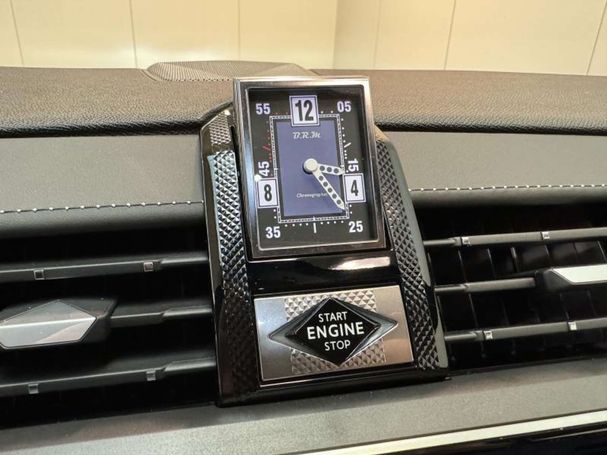 55 12 05
B.R.M.
45 15
8 4
Chronographes
35 25
START
ENGINE
STOP